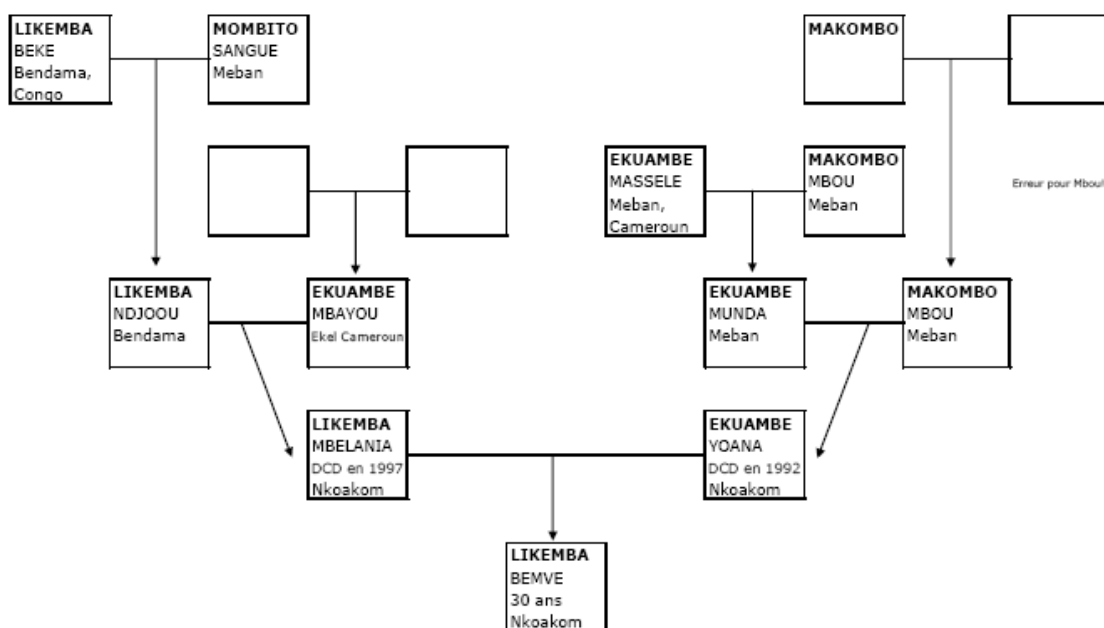 LIKEMBA
BEKE
Bendama,
Congo
MOMBITO
SANGUE
Meban
MAKOMBO
EKUAMBE
MASSELE
Meban,
Cameroun
MAKOMBO
MBOU
Meban
Erreur pour Mbou!
LIKEMBA
NDJOOU
Bendama
EKUAMBE
MBAYOU
Ekel Cameroun
EKUAMBE
MUNDA
Meban
MAKOMBO
MBOU
Meban
LIKEMBA
MBELANIA
DCD en 1997
Nkoakom
EKUAMBE
YOANA
DCD en 1992
Nkoakom
LIKEMBA
BEMVE
30 ans
Nkoakom